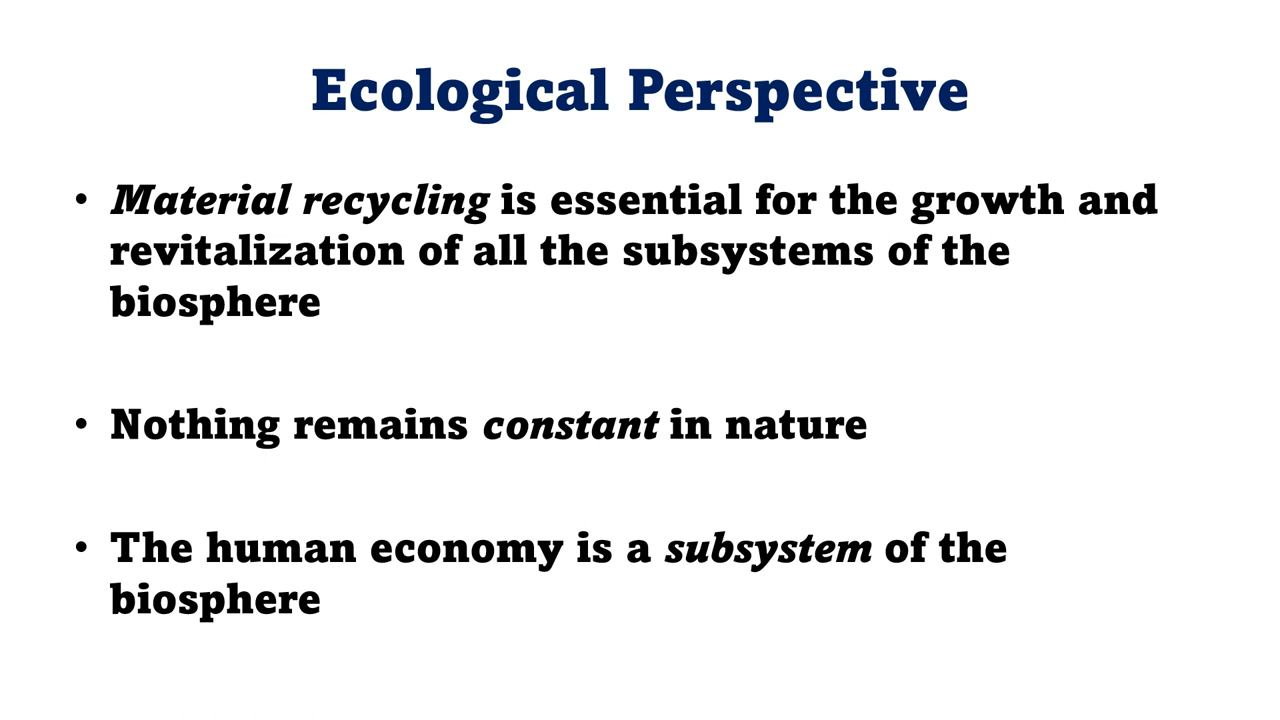 Ecological Perspective
• Material recycling is essential for the growth and
revitalization of all the subsystems of the
biosphere
• Nothing remains constant in nature
• The human economy is a subsystem of the
biosphere